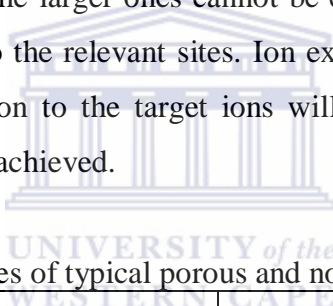 the larger ones cannot be
the relevant sites. Ion ex
on to the target ions will
achieved.
UNIVERSITY of the
es of typical porous and no
WESTERN CAPE